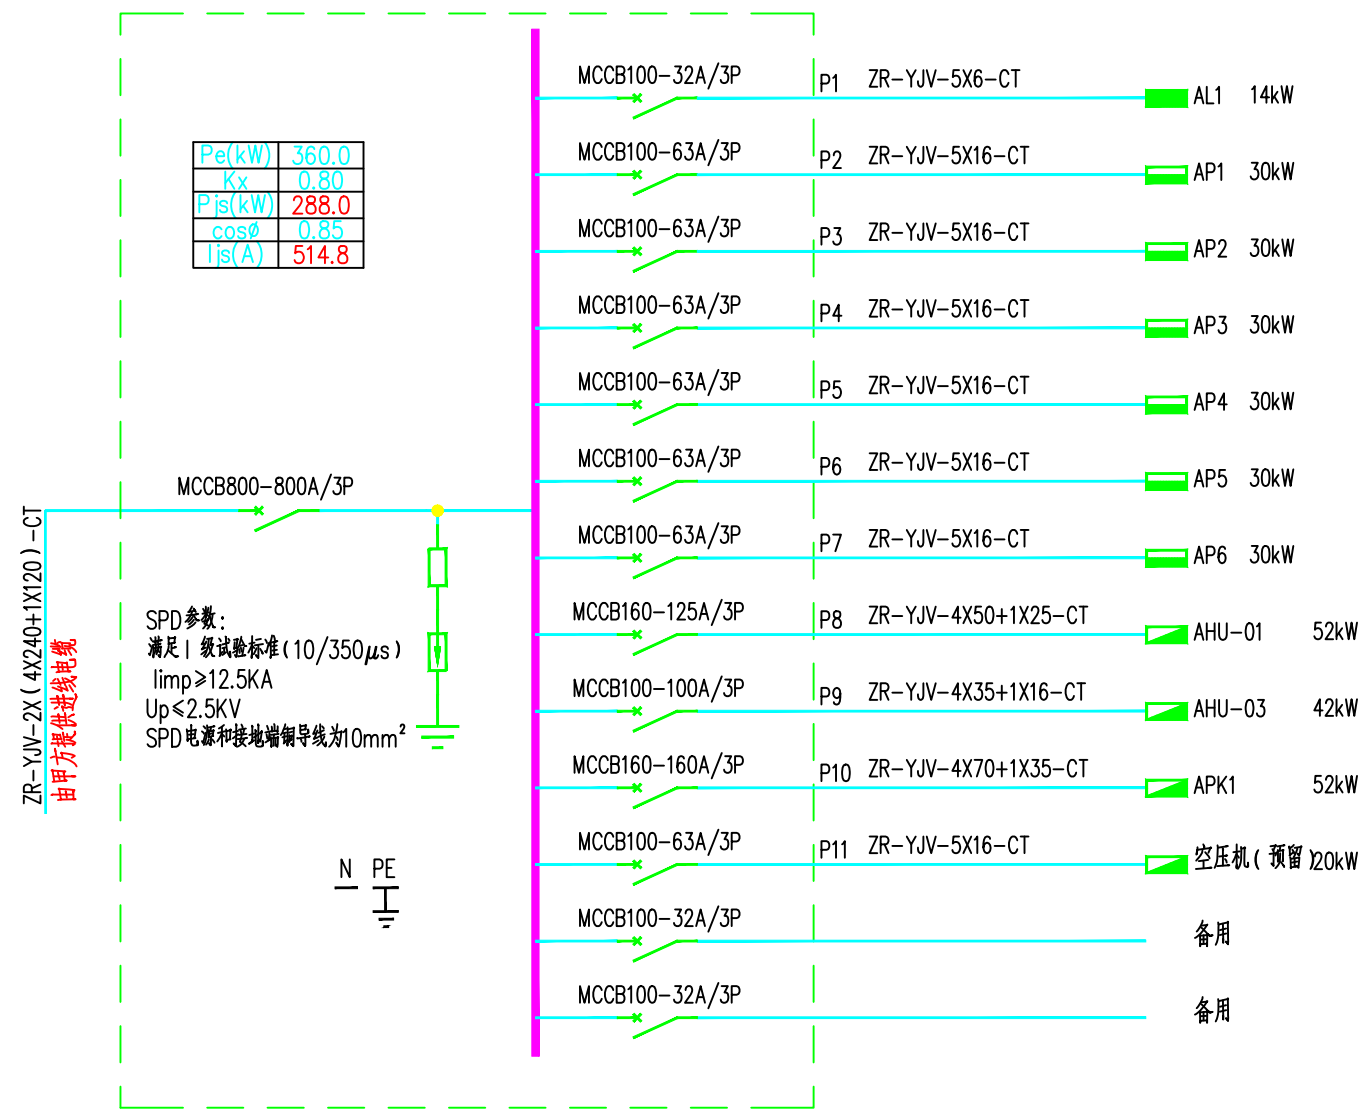 MCCB100-32A/3P P1 ZR-YJV-5X6-CT AL1 14kW
MCCB100-63A/3P P2 ZR-YJV-5X16-CT AP1 30kW
MCCB100-63A/3P P3 ZR-YJV-5X16-CT AP2 30kW
MCCB100-63A/3P P4 ZR-YJV-5X16-CT AP3 30kW
MCCB100-63A/3P P5 ZR-YJV-5X16-CT AP4 30kW
MCCB100-63A/3P P6 ZR-YJV-5X16-CT AP5 30kW
MCCB100-63A/3P P7 ZR-YJV-5X16-CT AP6 30kW
MCCB160-125A/3P P8 ZR-YJV-4X50+1X25-CT AHU-01 52kW
MCCB100-100A/3P P9 ZR-YJV-4X35+1X16-CT AHU-03 42kW
MCCB160-160A/3P P10 ZR-YJV-4X70+1X35-CT APK1 52kW
MCCB100-63A/3P P11 ZR-YJV-5X16-CT 空压机(预留)20kW
MCCB100-32A/3P 备用
MCCB100-32A/3P 备用
Pe(kW) 360.0
Kx 0.80
Pjs(kW) 288.0
cosø 0.85
Ijs(A) 514.8
MCCB800-800A/3P
ZR-YJV-2X(4X240+1X120)-CT
由甲方提供进线电缆
SPD参数:
满足I级试验标准(10/350μs)
Iimp≥12.5KA
Up≤2.5KV
SPD电源和接地端铜导线为10mm²
N PE